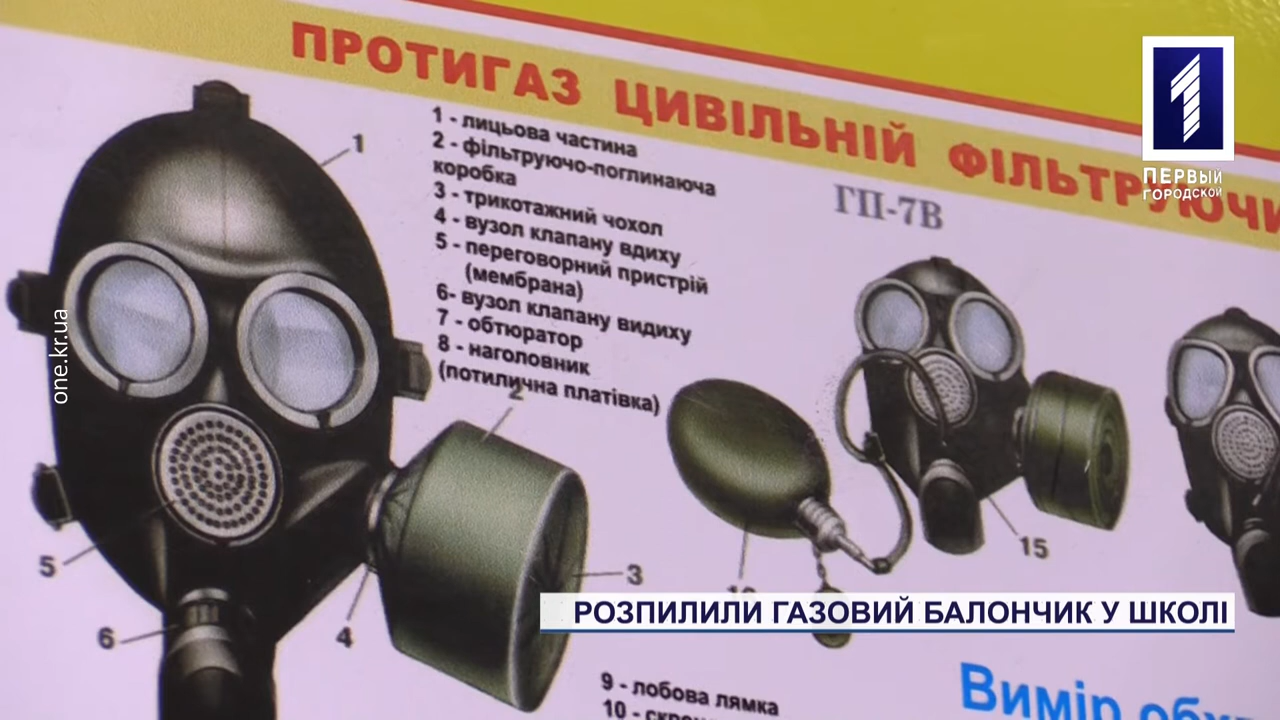 ПРОТИГАЗ ЦИВІЛЬНІЙ ФІЛЬТРУЮЧИ
1 - лицьова частина
2 - фільтруючо-поглинаюча
коробка
3 - трикотажний чохол
4 - вузол клапану вдиху
5 - переговорний пристрій
(мембрана)
6- вузол клапану видиху
7 - обтюратор
8 - наголовник
(потилична платівка)
ГП-7В
1
2
3
4
5
6
15
9 - лобова лямка
10 -
Вимір
ПЕРВЫЙ
ГОРОДСКОЙ
one.kr.ua
РОЗПИЛИЛИ ГАЗОВИЙ БАЛОНЧИК У ШКОЛІ